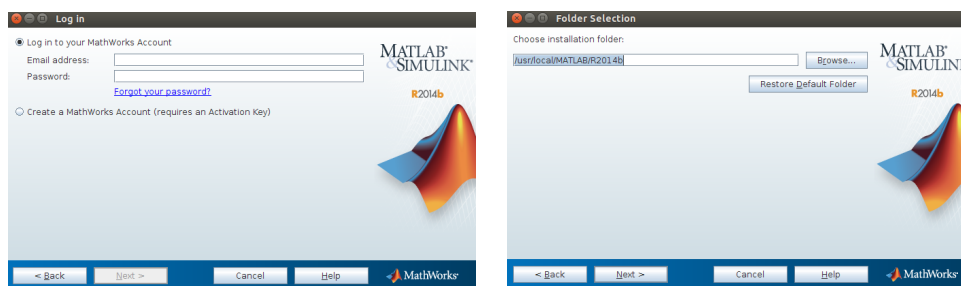 Log in
Log in to your MathWorks Account
Email address:
Password:
Forgot your password?
Create a MathWorks Account (requires an Activation Key)
MATLAB®
&SIMULINK®
R2014b
< Back
Next >
Cancel
Help
MathWorks®
Folder Selection
Choose installation folder:
/usr/local/MATLAB/R2014b
Browse...
Restore Default Folder
MATLAB®
&SIMULIN
R2014b
< Back
Next >
Cancel
Help
MathWorks®